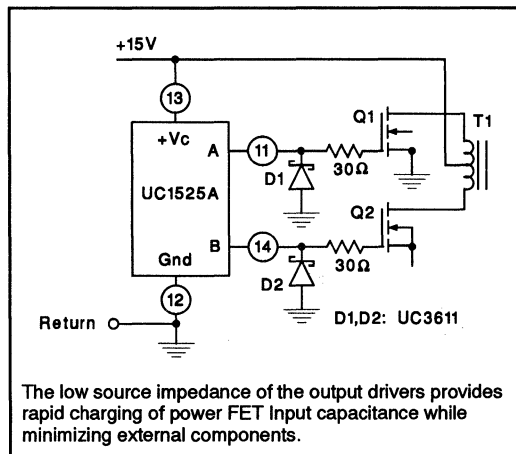 +15V
13
Q1
T1
+Vc
A
11
30Ω
D1
UC1525A
Q2
B
14
30Ω
Gnd
D2
12
D1,D2: UC3611
Return
The low source impedance of the output drivers provides
rapid charging of power FET Input capacitance while
minimizing external components.